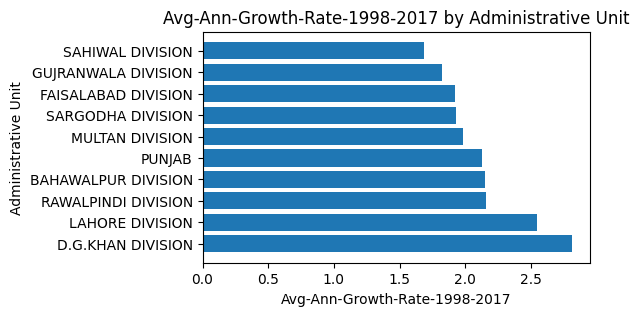 Avg-Ann-Growth-Rate-1998-2017 by Administrative Unit
Administrative Unit
SAHIWAL DIVISION
GUJRANWALA DIVISION
FAISALABAD DIVISION
SARGODHA DIVISION
MULTAN DIVISION
PUNJAB
BAHAWALPUR DIVISION
RAWALPINDI DIVISION
LAHORE DIVISION
D.G.KHAN DIVISION
0.0 0.5 1.0 1.5 2.0 2.5
Avg-Ann-Growth-Rate-1998-2017